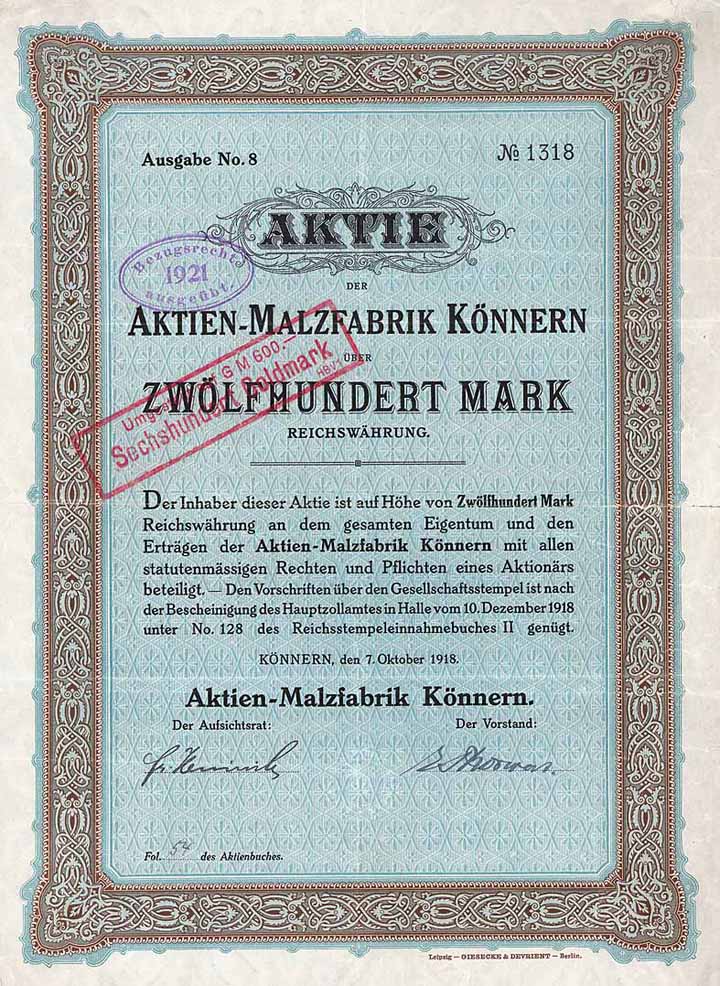 Ausgabe No. 8
№ 1318
AKTIE
Bezugsrecht
1921
ausgeübt.
DER
AKTIEN-MALZFABRIK KÖNNERN
ÜBER
G M 600.—
Sechshundert Goldmark
ZWÖLFHUNDERT MARK
REICHSWÄHRUNG.
Der Inhaber dieser Aktie ist auf Höhe von Zwölfhundert Mark
Reichswährung an dem gesamten Eigentum und den
Erträgen der Aktien-Malzfabrik Könnern mit allen
statutenmässigen Rechten und Pflichten eines Aktionärs
beteiligt. — Den Vorschriften über den Gesellschaftsstempel ist nach
der Bescheinigung des Hauptzollamtes in Halle vom 10. Dezember 1918
unter No. 128 des Reichsstempeleinnahmebuches II genügt.
KÖNNERN, den 7. Oktober 1918.
Aktien-Malzfabrik Könnern.
Der Aufsichtsrat:
Der Vorstand:
Fol. 54 des Aktienbuches.
Leipzig — GIESECKE & DEVRIENT — Berlin.